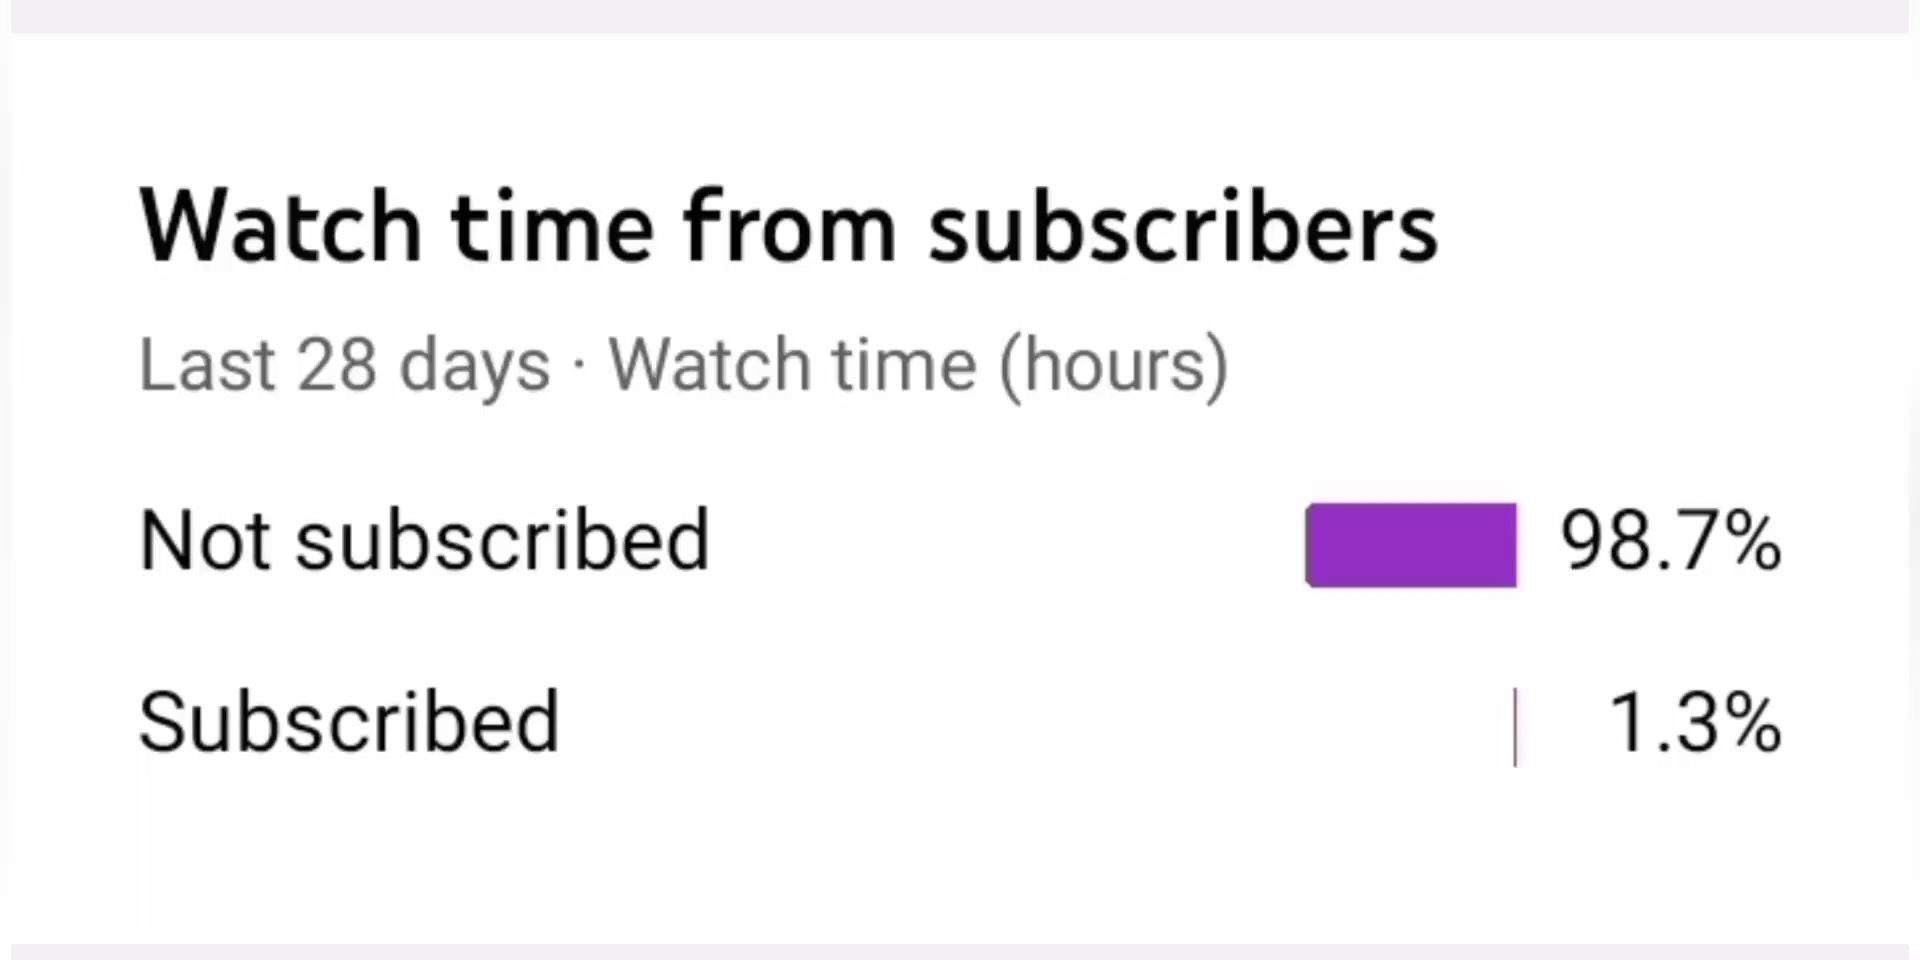 Watch time from subscribers
Last 28 days · Watch time (hours)
Not subscribed 98.7%
Subscribed 1.3%